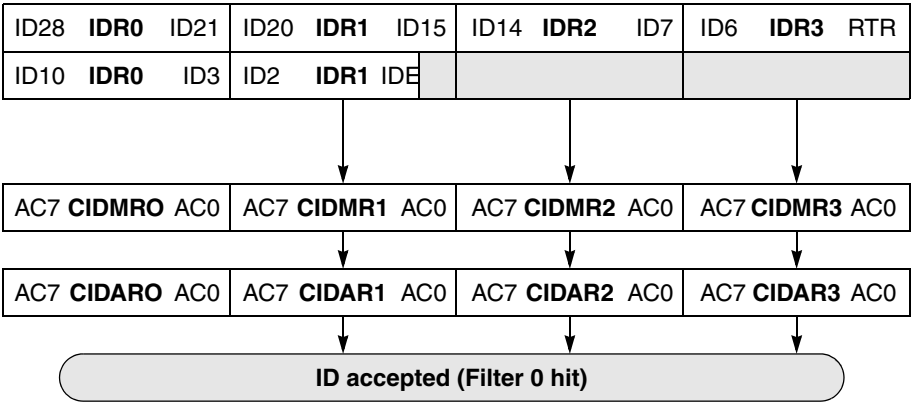 ID28 IDR0 ID21 ID20 IDR1 ID15 ID14 IDR2 ID7 ID6 IDR3 RTR
ID10 IDR0 ID3 ID2 IDR1 IDE
AC7 CIDMRO AC0 AC7 CIDMR1 AC0 AC7 CIDMR2 AC0 AC7 CIDMR3 AC0
AC7 CIDARO AC0 AC7 CIDAR1 AC0 AC7 CIDAR2 AC0 AC7 CIDAR3 AC0
ID accepted (Filter 0 hit)